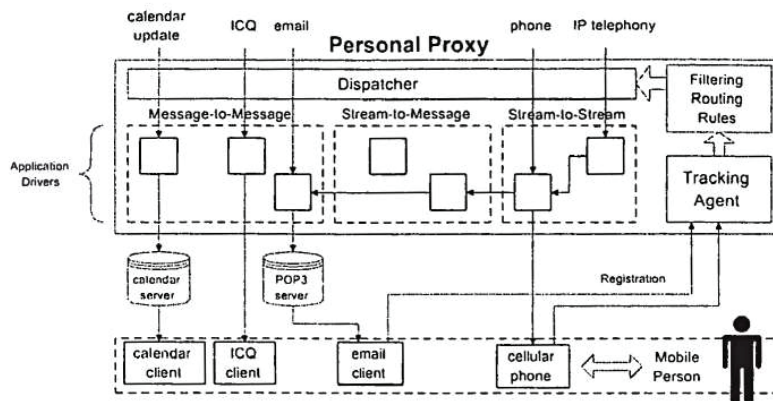 calendar
update
ICQ
email
phone
IP telephony
Personal Proxy
Dispatcher
Filtering
Routing
Rules
Message-to-Message
Stream-to-Message
Stream-to-Stream
Application
Drivers
Tracking
Agent
calendar
server
POP3
server
Registration
calendar
client
ICQ
client
email
client
cellular
phone
Mobile
Person